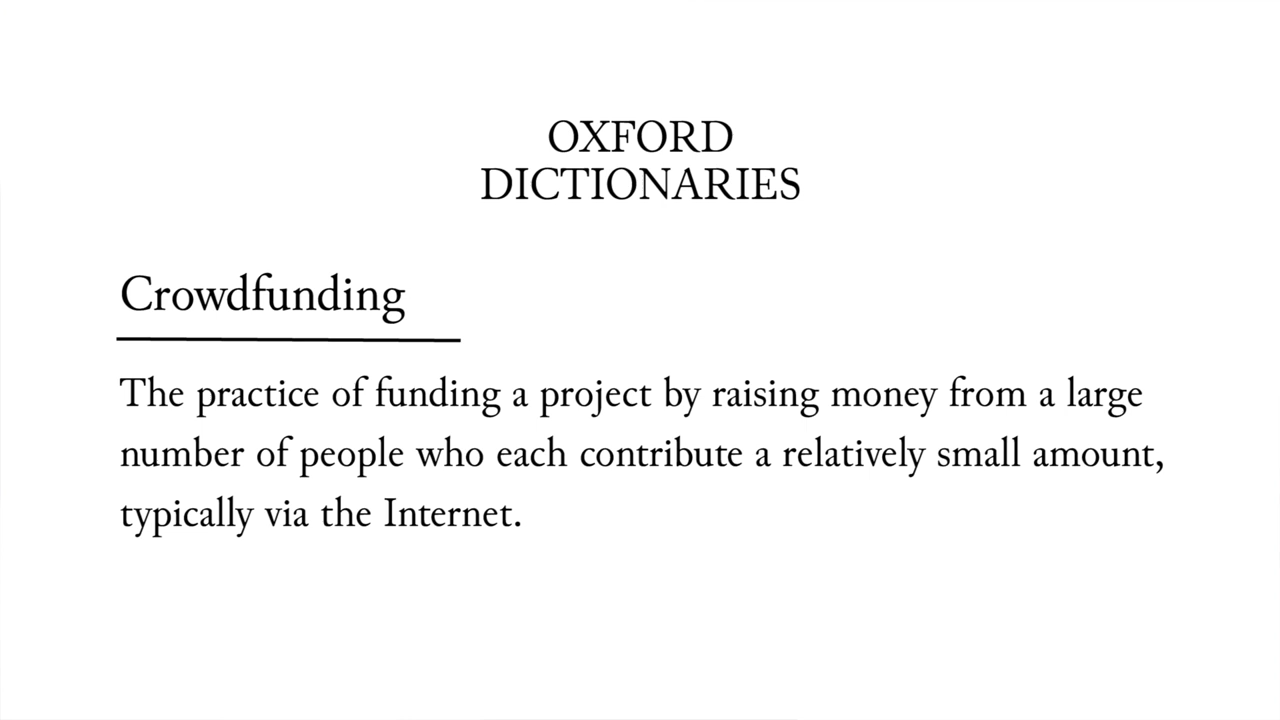 OXFORD
DICTIONARIES
Crowdfunding
The practice of funding a project by raising money from a large
number of people who each contribute a relatively small amount,
typically via the Internet.